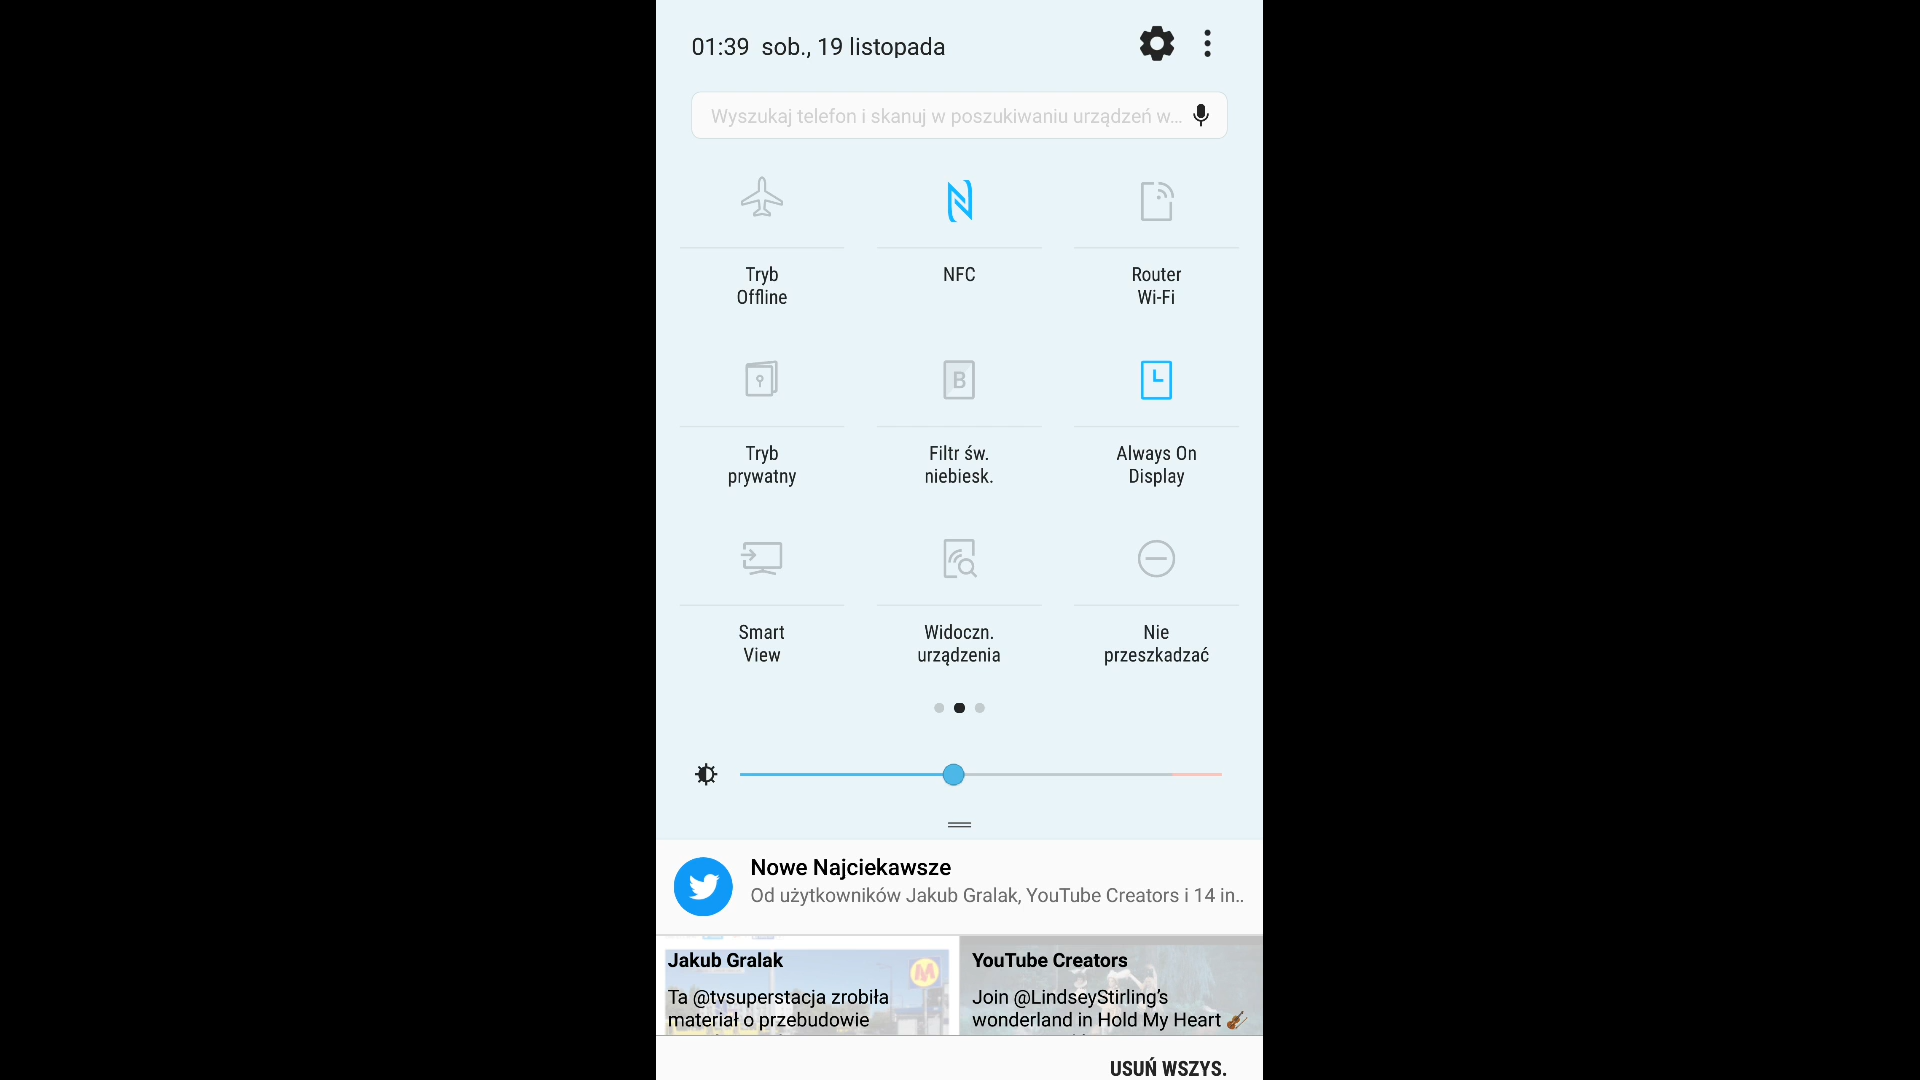 01:39 sob., 19 listopada
Wyszukaj telefon i skanuj w poszukiwaniu urządzeń w...
Tryb
Offline
NFC
Router
Wi-Fi
Tryb
prywatny
B
Filtr św.
niebiesk.
Always On
Display
Smart
View
Widoczn.
urządzenia
Nie
przeszkadzać
Nowe Najciekawsze
Od użytkowników Jakub Gralak, YouTube Creators i 14 in..
Jakub Gralak
Ta @tvsuperstacja zrobiła
materiał o przebudowie
M
YouTube Creators
Join @LindseyStirling’s
wonderland in Hold My Heart 🎻
USUŃ WSZYS.